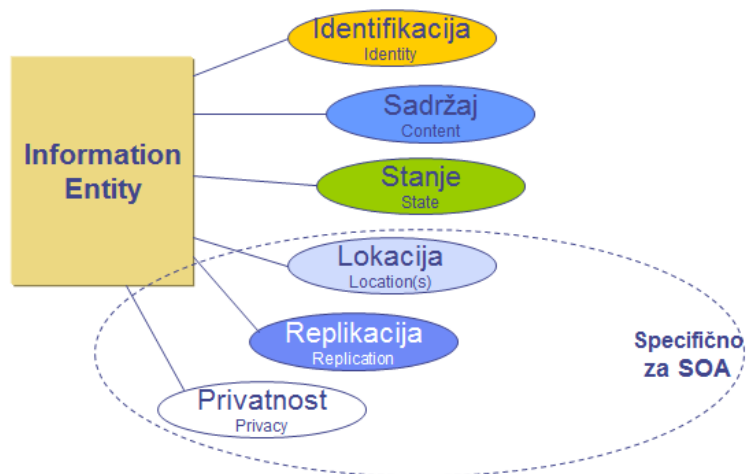 Identifikacija
Identity
Sadržaj
Content
Information
Entity
Stanje
State
Lokacija
Location(s)
Replikacija
Replication
Specifično
za SOA
Privatnost
Privacy